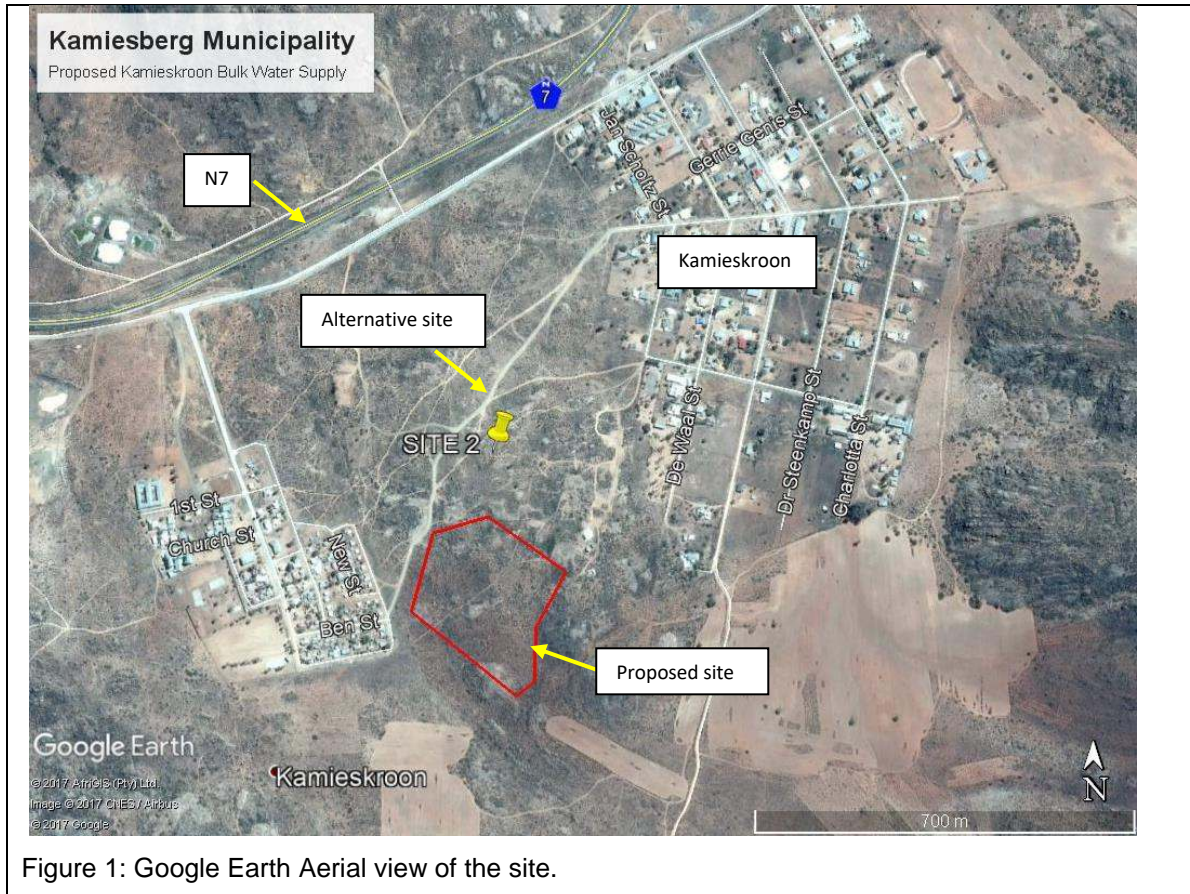 Kamiesberg Municipality
Proposed Kamieskroon Bulk Water Supply
N
7
N7
Jan Scholtz St
Gerrie Genis St
Kamieskroon
Alternative site
SITE 2
De Waal St
Dr Steenkamp St
Charlotta St
1st St
Church St
New St
Ben St
Proposed site
Google Earth
© 2017 AfriGIS (Pty) Ltd.
Image © 2017 CNES / Airbus
© 2017 Google
Kamieskroon
N
700 m
Figure 1: Google Earth Aerial view of the site.